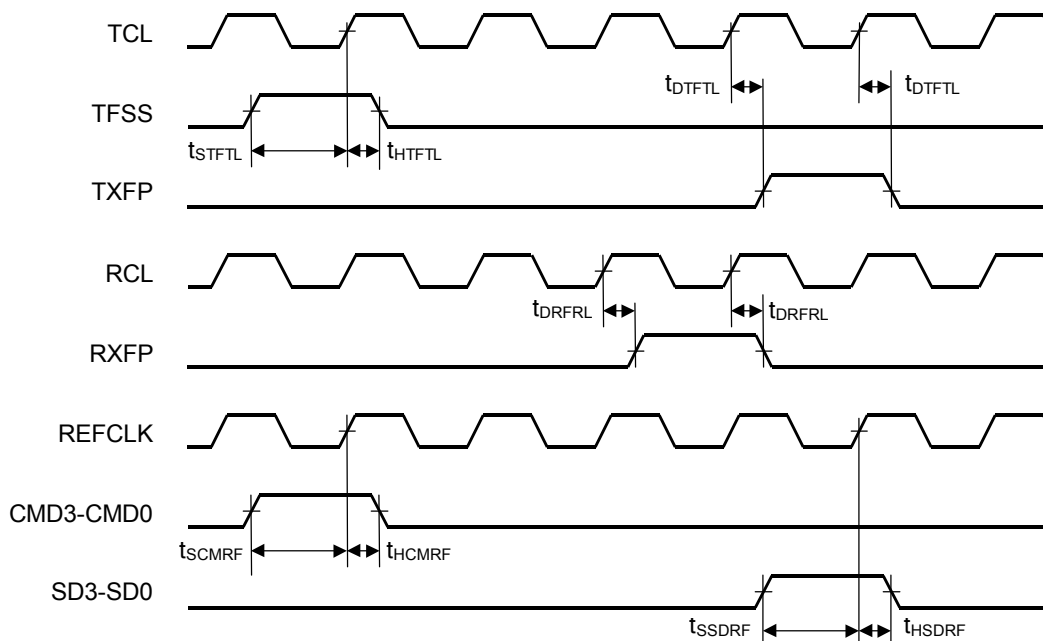 TCL
tDTFTL
tDTFTL
TFSS
tSTFTL
tHTFTL
TXFP
RCL
tDRFRL
tDRFRL
RXFP
REFCLK
CMD3-CMD0
tSCMRF
tHCMRF
SD3-SD0
tSSDRF
tHSDRF